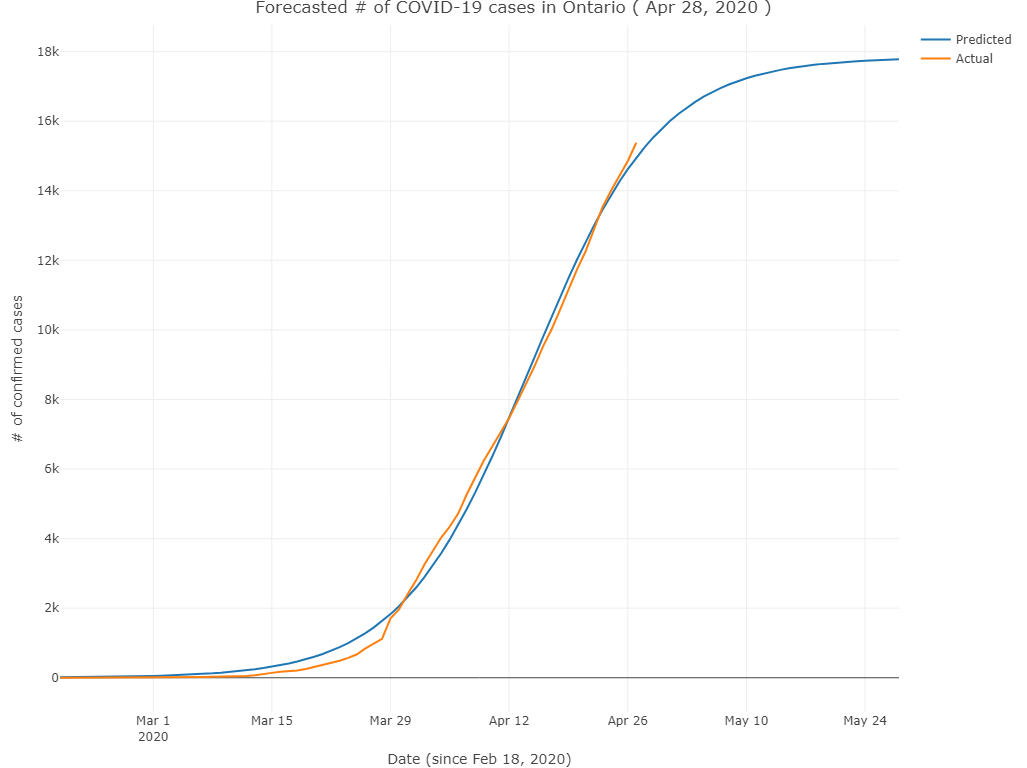 Forecasted # of COVID-19 cases in Ontario ( Apr 28, 2020 )
Predicted
Actual
18k
16k
14k
12k
10k
8k
6k
4k
2k
0
# of confirmed cases
Mar 1
2020
Mar 15
Mar 29
Apr 12
Apr 26
May 10
May 24
Date (since Feb 18, 2020)